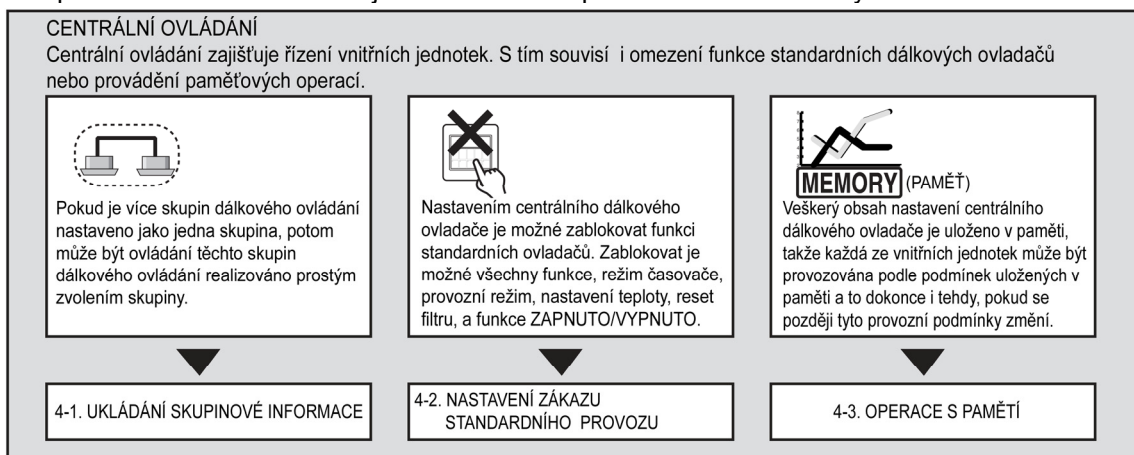 CENTRÁLNÍ OVLÁDÁNÍ
Centrální ovládání zajišťuje řízení vnitřních jednotek. S tím souvisí i omezení funkce standardních dálkových ovladačů
nebo provádění paměťových operací.
Pokud je více skupin dálkového ovládání
nastaveno jako jedna skupina, potom
může být ovládání těchto skupin
dálkového ovládání realizováno prostým
zvolením skupiny.
4-1. UKLÁDÁNÍ SKUPINOVÉ INFORMACE
Nastavením centrálního dálkového
ovladače je možné zablokovat funkci
standardních ovladačů. Zablokovat je
možné všechny funkce, režim časovače,
provozní režim, nastavení teploty, reset
filtru, a funkce ZAPNUTO/VYPNUTO.
4-2. NASTAVENÍ ZÁKAZU
STANDARDNÍHO PROVOZU
MEMORY (PAMĚŤ)
Veškerý obsah nastavení centrálního
dálkového ovladače je uloženo v paměti,
takže každá ze vnitřních jednotek může být
provozována podle podmínek uložených v
paměti a to dokonce i tehdy, pokud se
později tyto provozní podmínky změní.
4-3. OPERACE S PAMĚTÍ